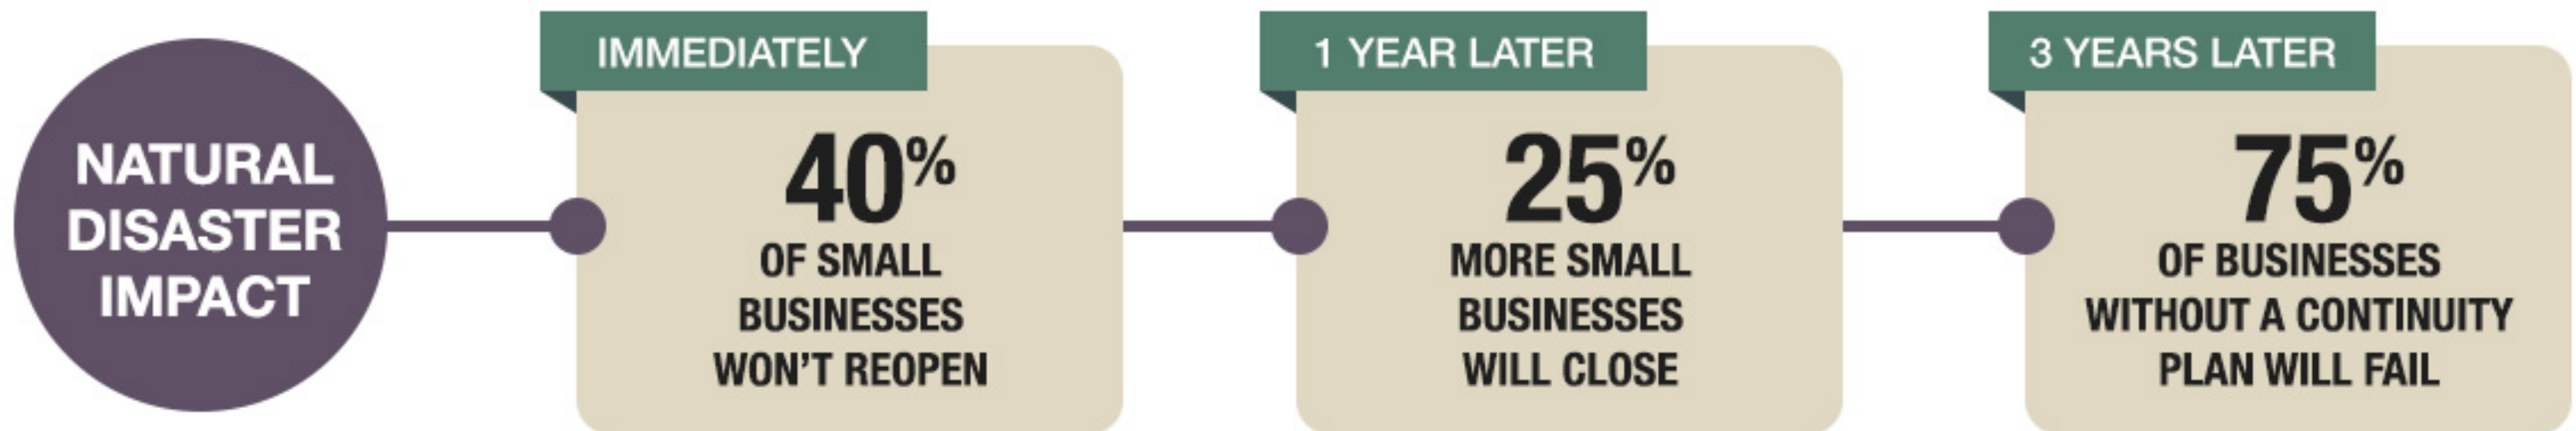 NATURAL
DISASTER
IMPACT
IMMEDIATELY
40%
OF SMALL
BUSINESSES
WON'T REOPEN
1 YEAR LATER
25%
MORE SMALL
BUSINESSES
WILL CLOSE
3 YEARS LATER
75%
OF BUSINESSES
WITHOUT A CONTINUITY
PLAN WILL FAIL